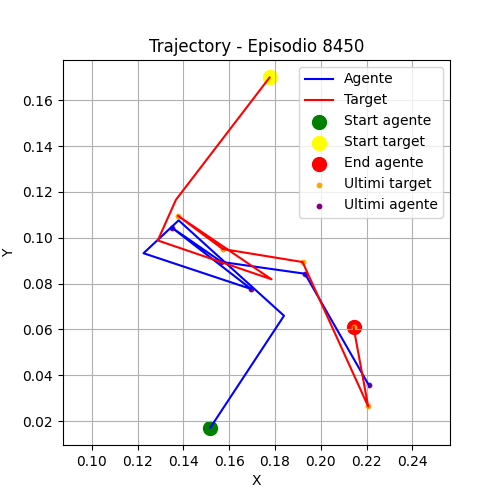 Trajectory - Episodio 8450
Agente
Target
Start agente
Start target
End agente
Ultimi target
Ultimi agente
Y
0.16
0.14
0.12
0.10
0.08
0.06
0.04
0.02
0.10 0.12 0.14 0.16 0.18 0.20 0.22 0.24
X